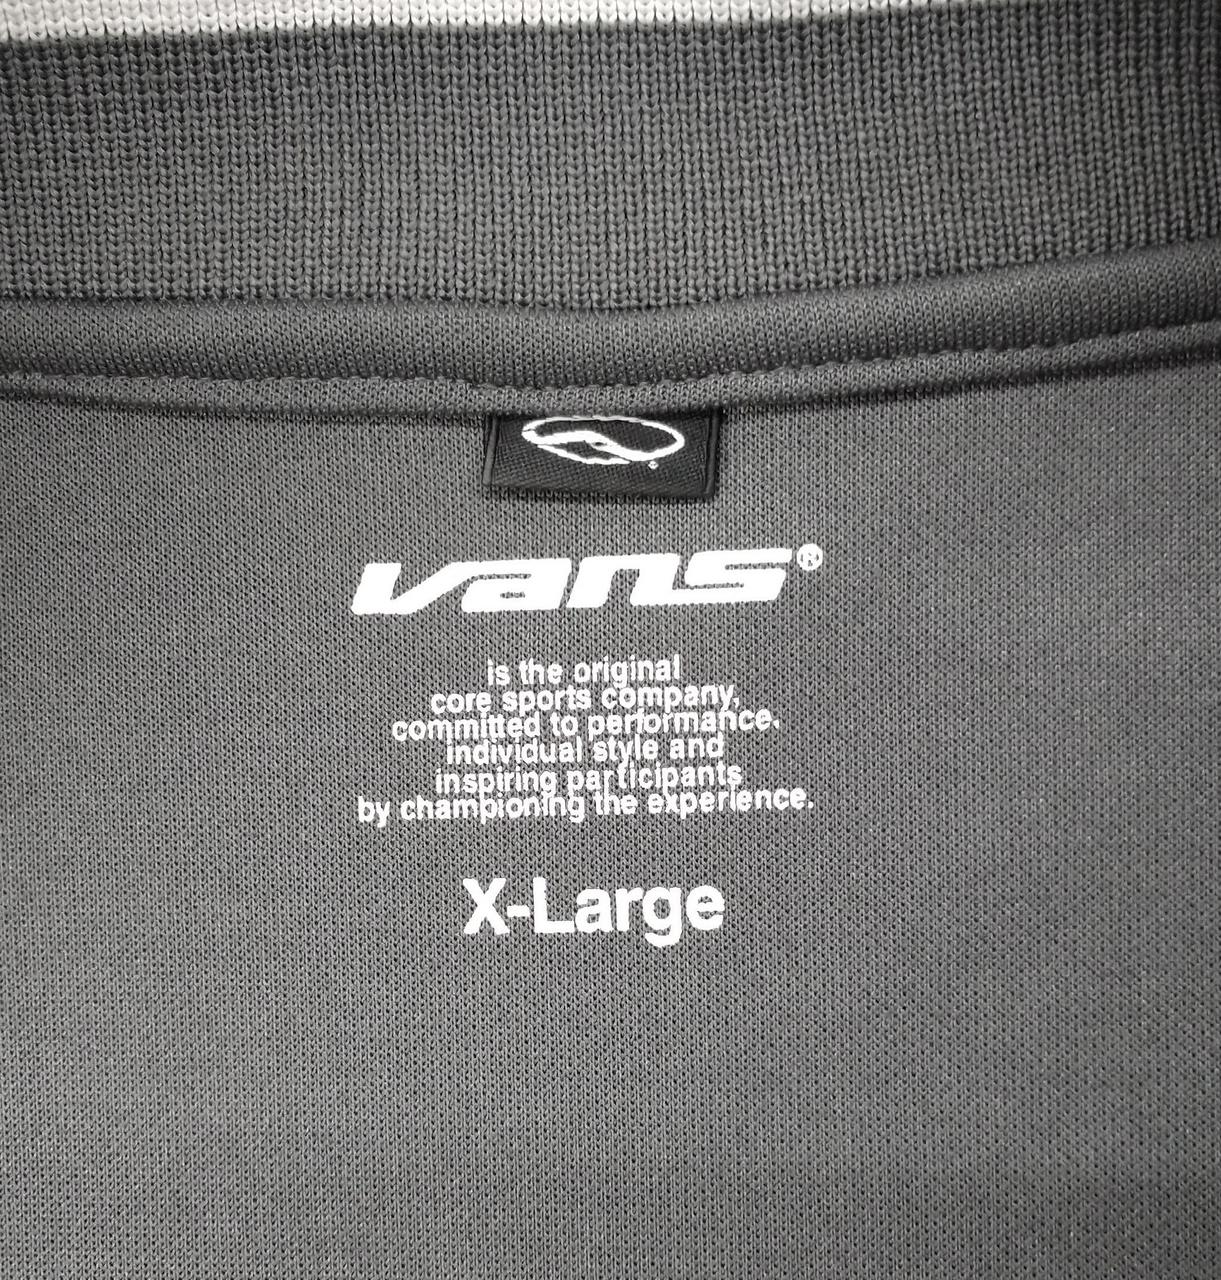 vans®
is the original
core sports company,
committed to performance.
individual style and
inspiring participants
by championing the experience.
X-Large